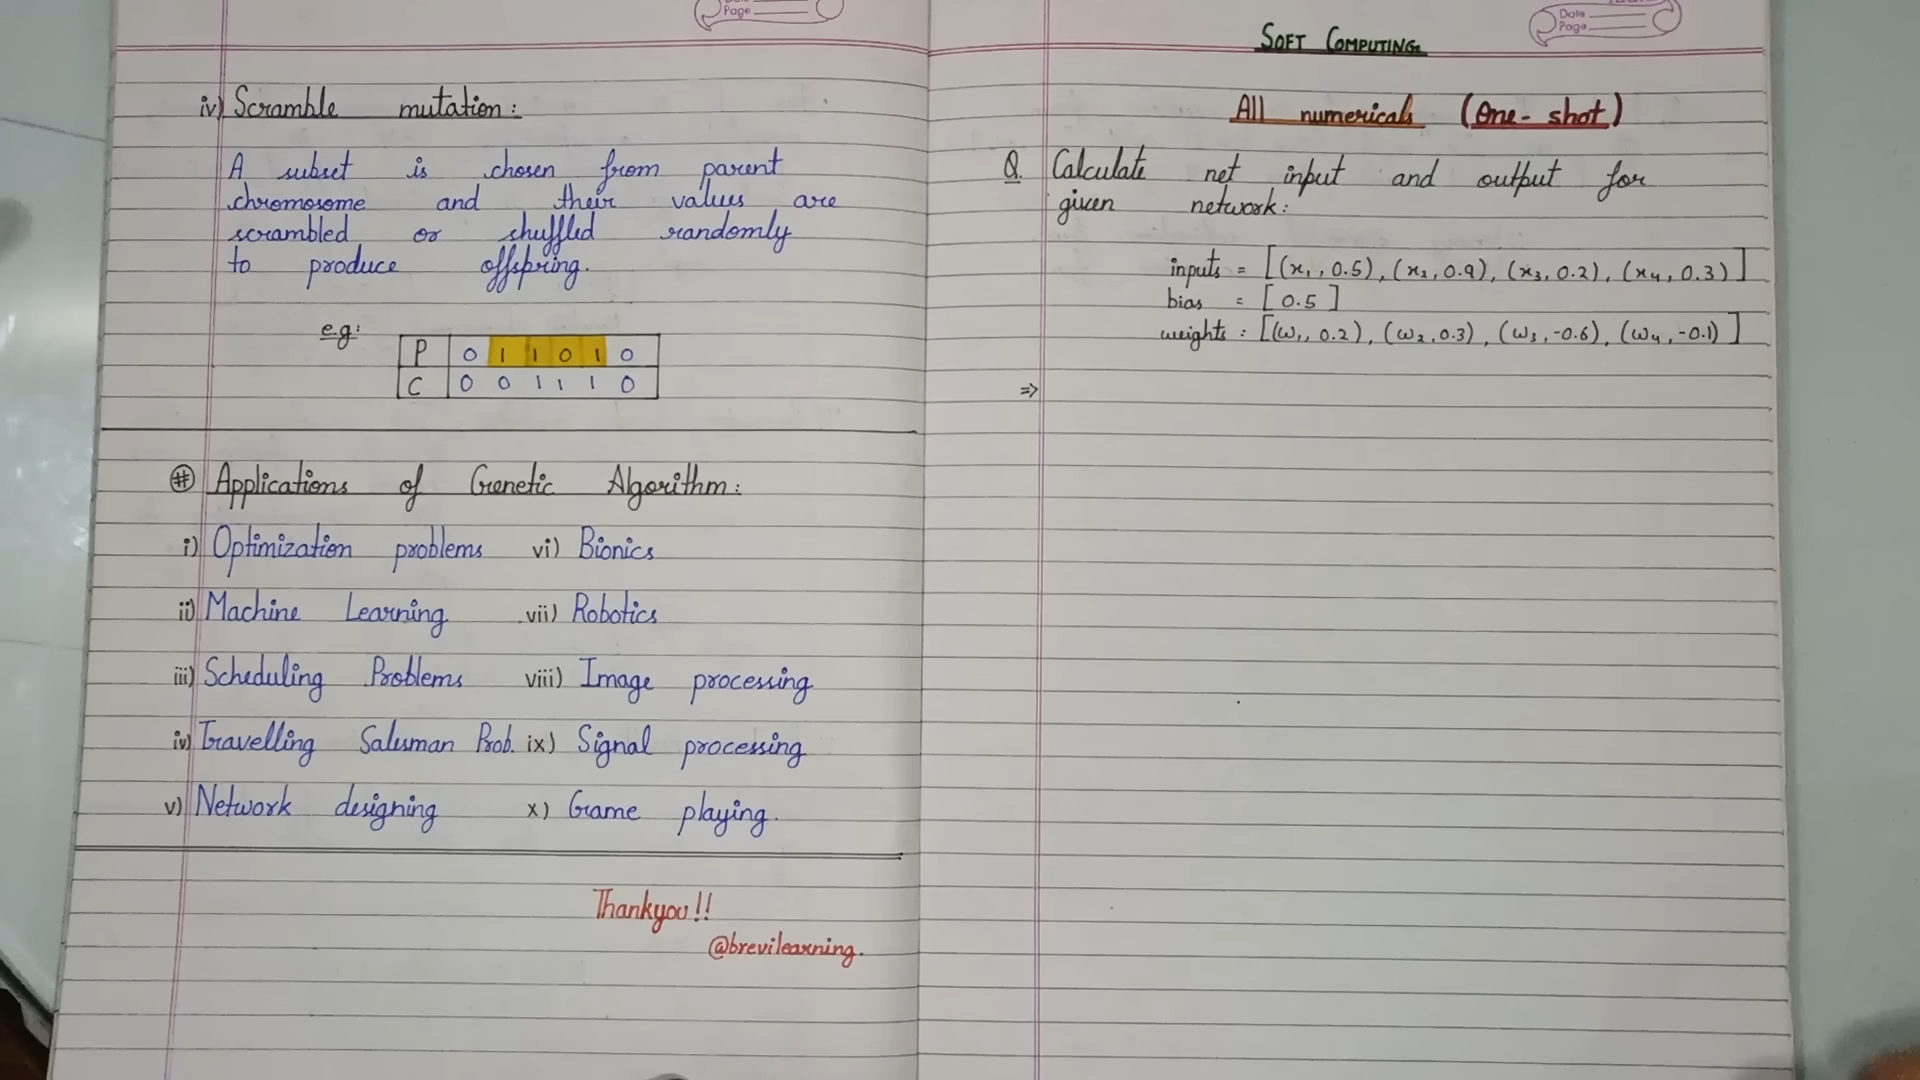 Page
iv) Scramble mutation:
A subset is chosen from parent
chromosome and their values are
scrambled or shuffled randomly
to produce offspring.
e.g:
P 0 1 1 0 1 0
C 0 0 1 1 1 0
# Applications of Genetic Algorithm:
i) Optimization problems vi) Bionics
ii) Machine Learning vii) Robotics
iii) Scheduling Problems viii) Image processing
iv) Travelling Salesman Prob. ix) Signal processing
v) Network designing x) Game playing.
Thankyou!!
@brevilearning.
Date
Page
SOFT COMPUTING
All numericals (One-shot)
Q. Calculate net input and output for
given network:
inputs = [(x₁, 0.5), (x₂, 0.9), (x₃, 0.2), (x₄, 0.3)]
bias = [0.5]
weights : [(ω₁, 0.2), (ω₂, 0.3), (ω₃, -0.6), (ω₄, -0.1)]
⇒